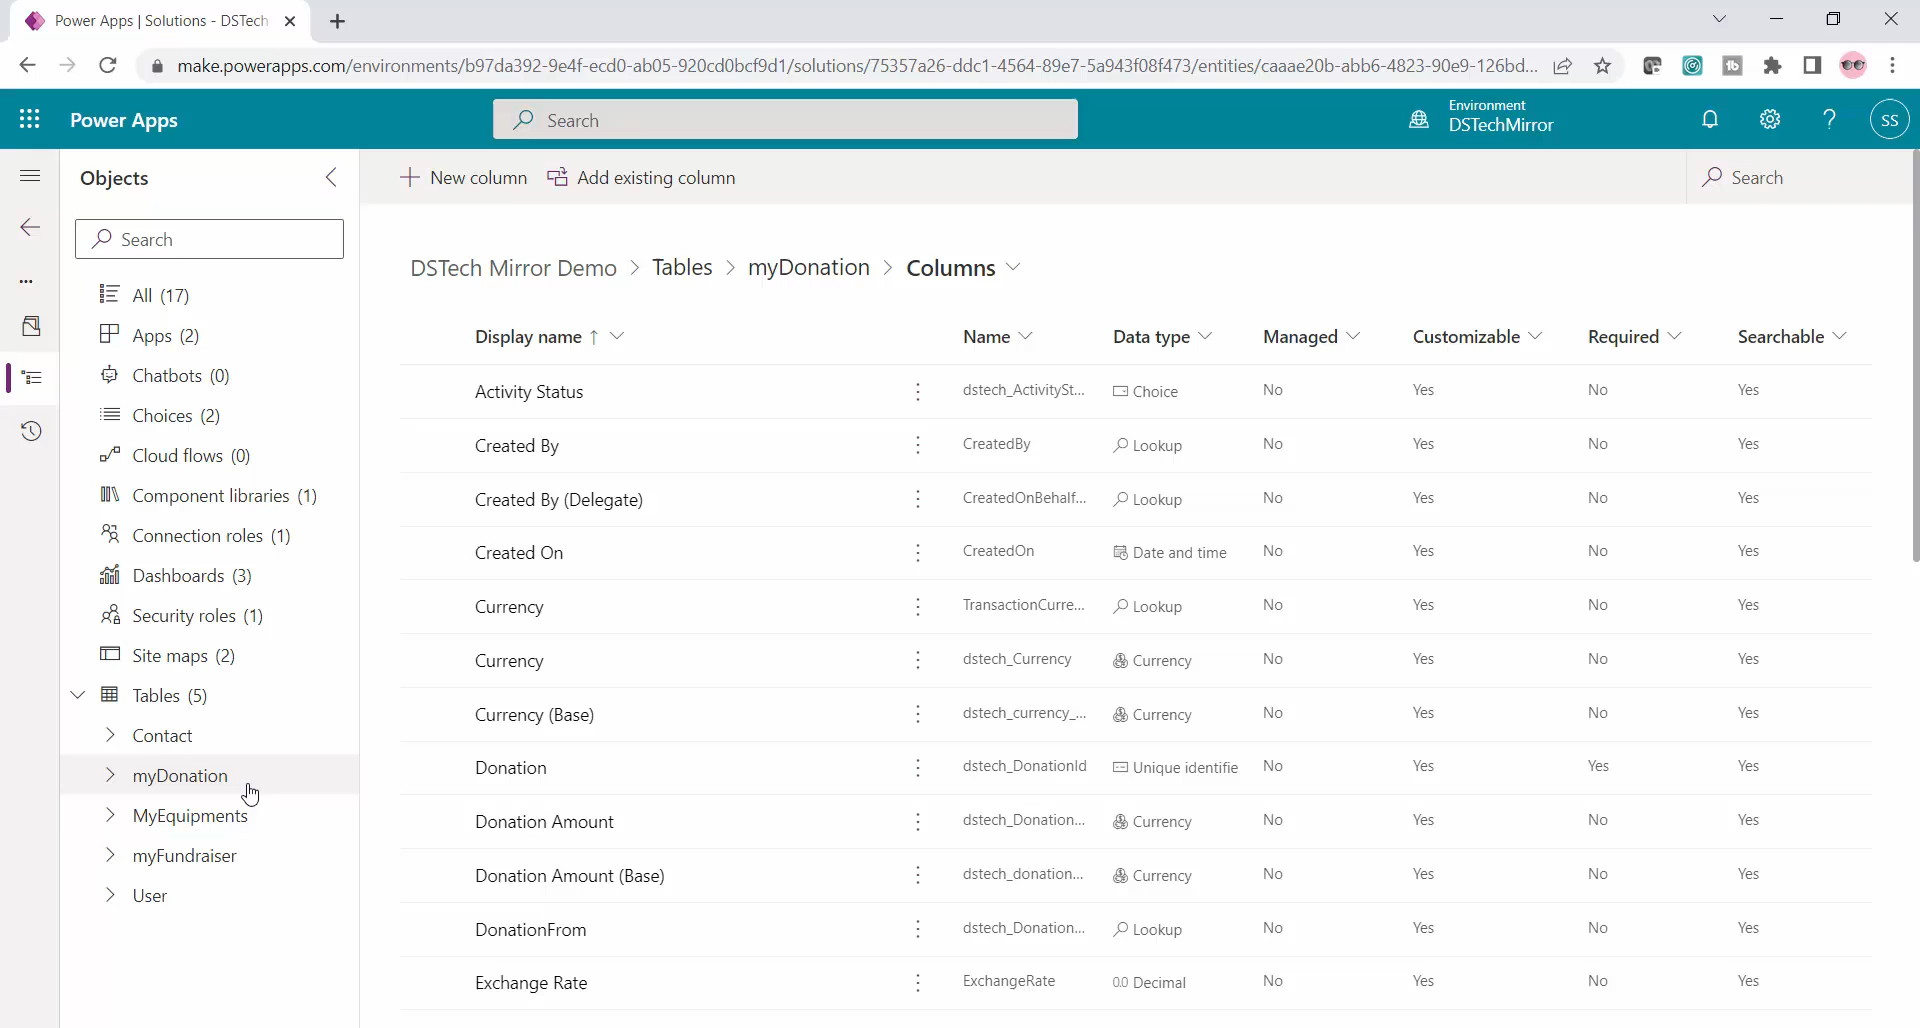 Power Apps | Solutions - DSTech
make.powerapps.com/environments/b97da392-9e4f-ecd0-ab05-920cd0bcf9d1/solutions/75357a26-ddc1-4564-89e7-5a943f08f473/entities/caaae20b-abb6-4823-90e9-126bd...
Power Apps
Search
Environment
DSTechMirror
SS
Objects
New column
Add existing column
Search
Search
DSTech Mirror Demo > Tables > myDonation > Columns
All (17)
Apps (2)
Chatbots (0)
Choices (2)
Cloud flows (0)
Component libraries (1)
Connection roles (1)
Dashboards (3)
Security roles (1)
Site maps (2)
Tables (5)
Contact
myDonation
MyEquipments
myFundraiser
User
Display name ↑ Name Data type Managed Customizable Required Searchable
Activity Status dstech_ActivitySt... Choice No Yes No Yes
Created By CreatedBy Lookup No Yes No Yes
Created By (Delegate) CreatedOnBehalf... Lookup No Yes No Yes
Created On CreatedOn Date and time No Yes No Yes
Currency TransactionCurre... Lookup No Yes No Yes
Currency dstech_Currency Currency No Yes No Yes
Currency (Base) dstech_currency_... Currency No Yes No Yes
Donation dstech_DonationId Unique identifie No Yes Yes Yes
Donation Amount dstech_Donation... Currency No Yes No Yes
Donation Amount (Base) dstech_donation... Currency No Yes No Yes
DonationFrom dstech_Donation... Lookup No Yes No Yes
Exchange Rate ExchangeRate 0.0 Decimal No Yes No Yes